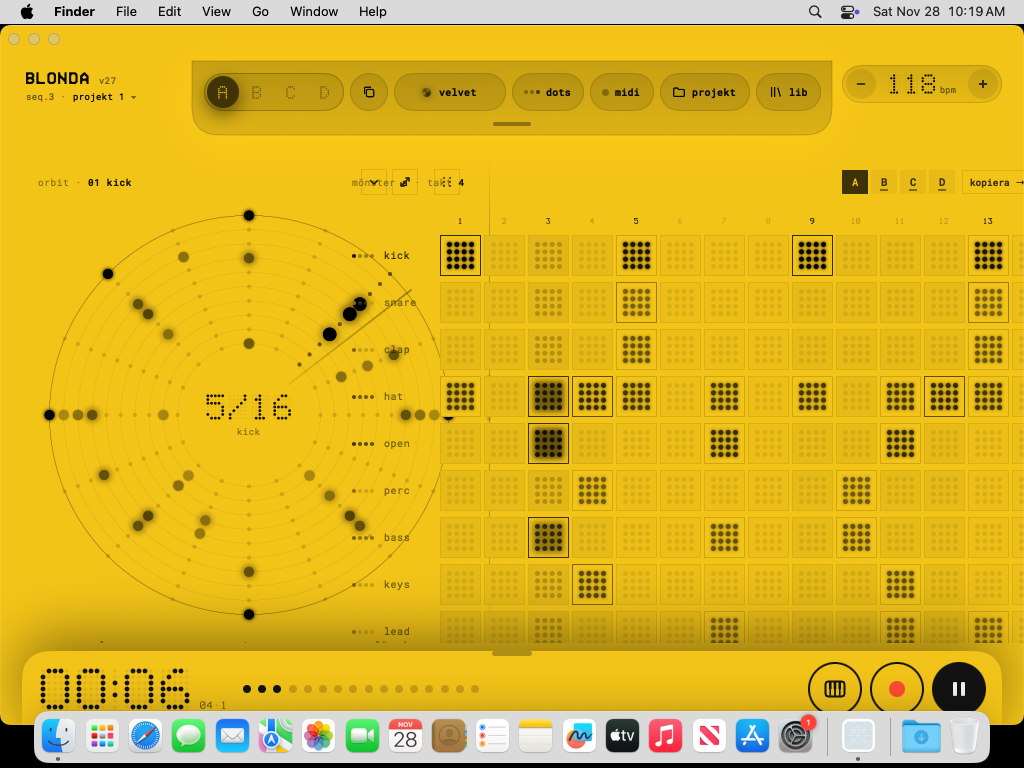 Finder File Edit View Go Window Help Sat Nov 28 10:19 AM
BLONDA v27
seq.3 · projekt 1
A B C D velvet dots midi projekt lib
− 118 bpm +
orbit · 01 kick
mönster · takt 4
A B C D kopiera →
1 2 3 4 5 6 7 8 9 10 11 12 13
kick
snare
clap
hat
5/16
kick
open
perc
bass
keys
lead
00:06
04·1
NOV
28
tv
1